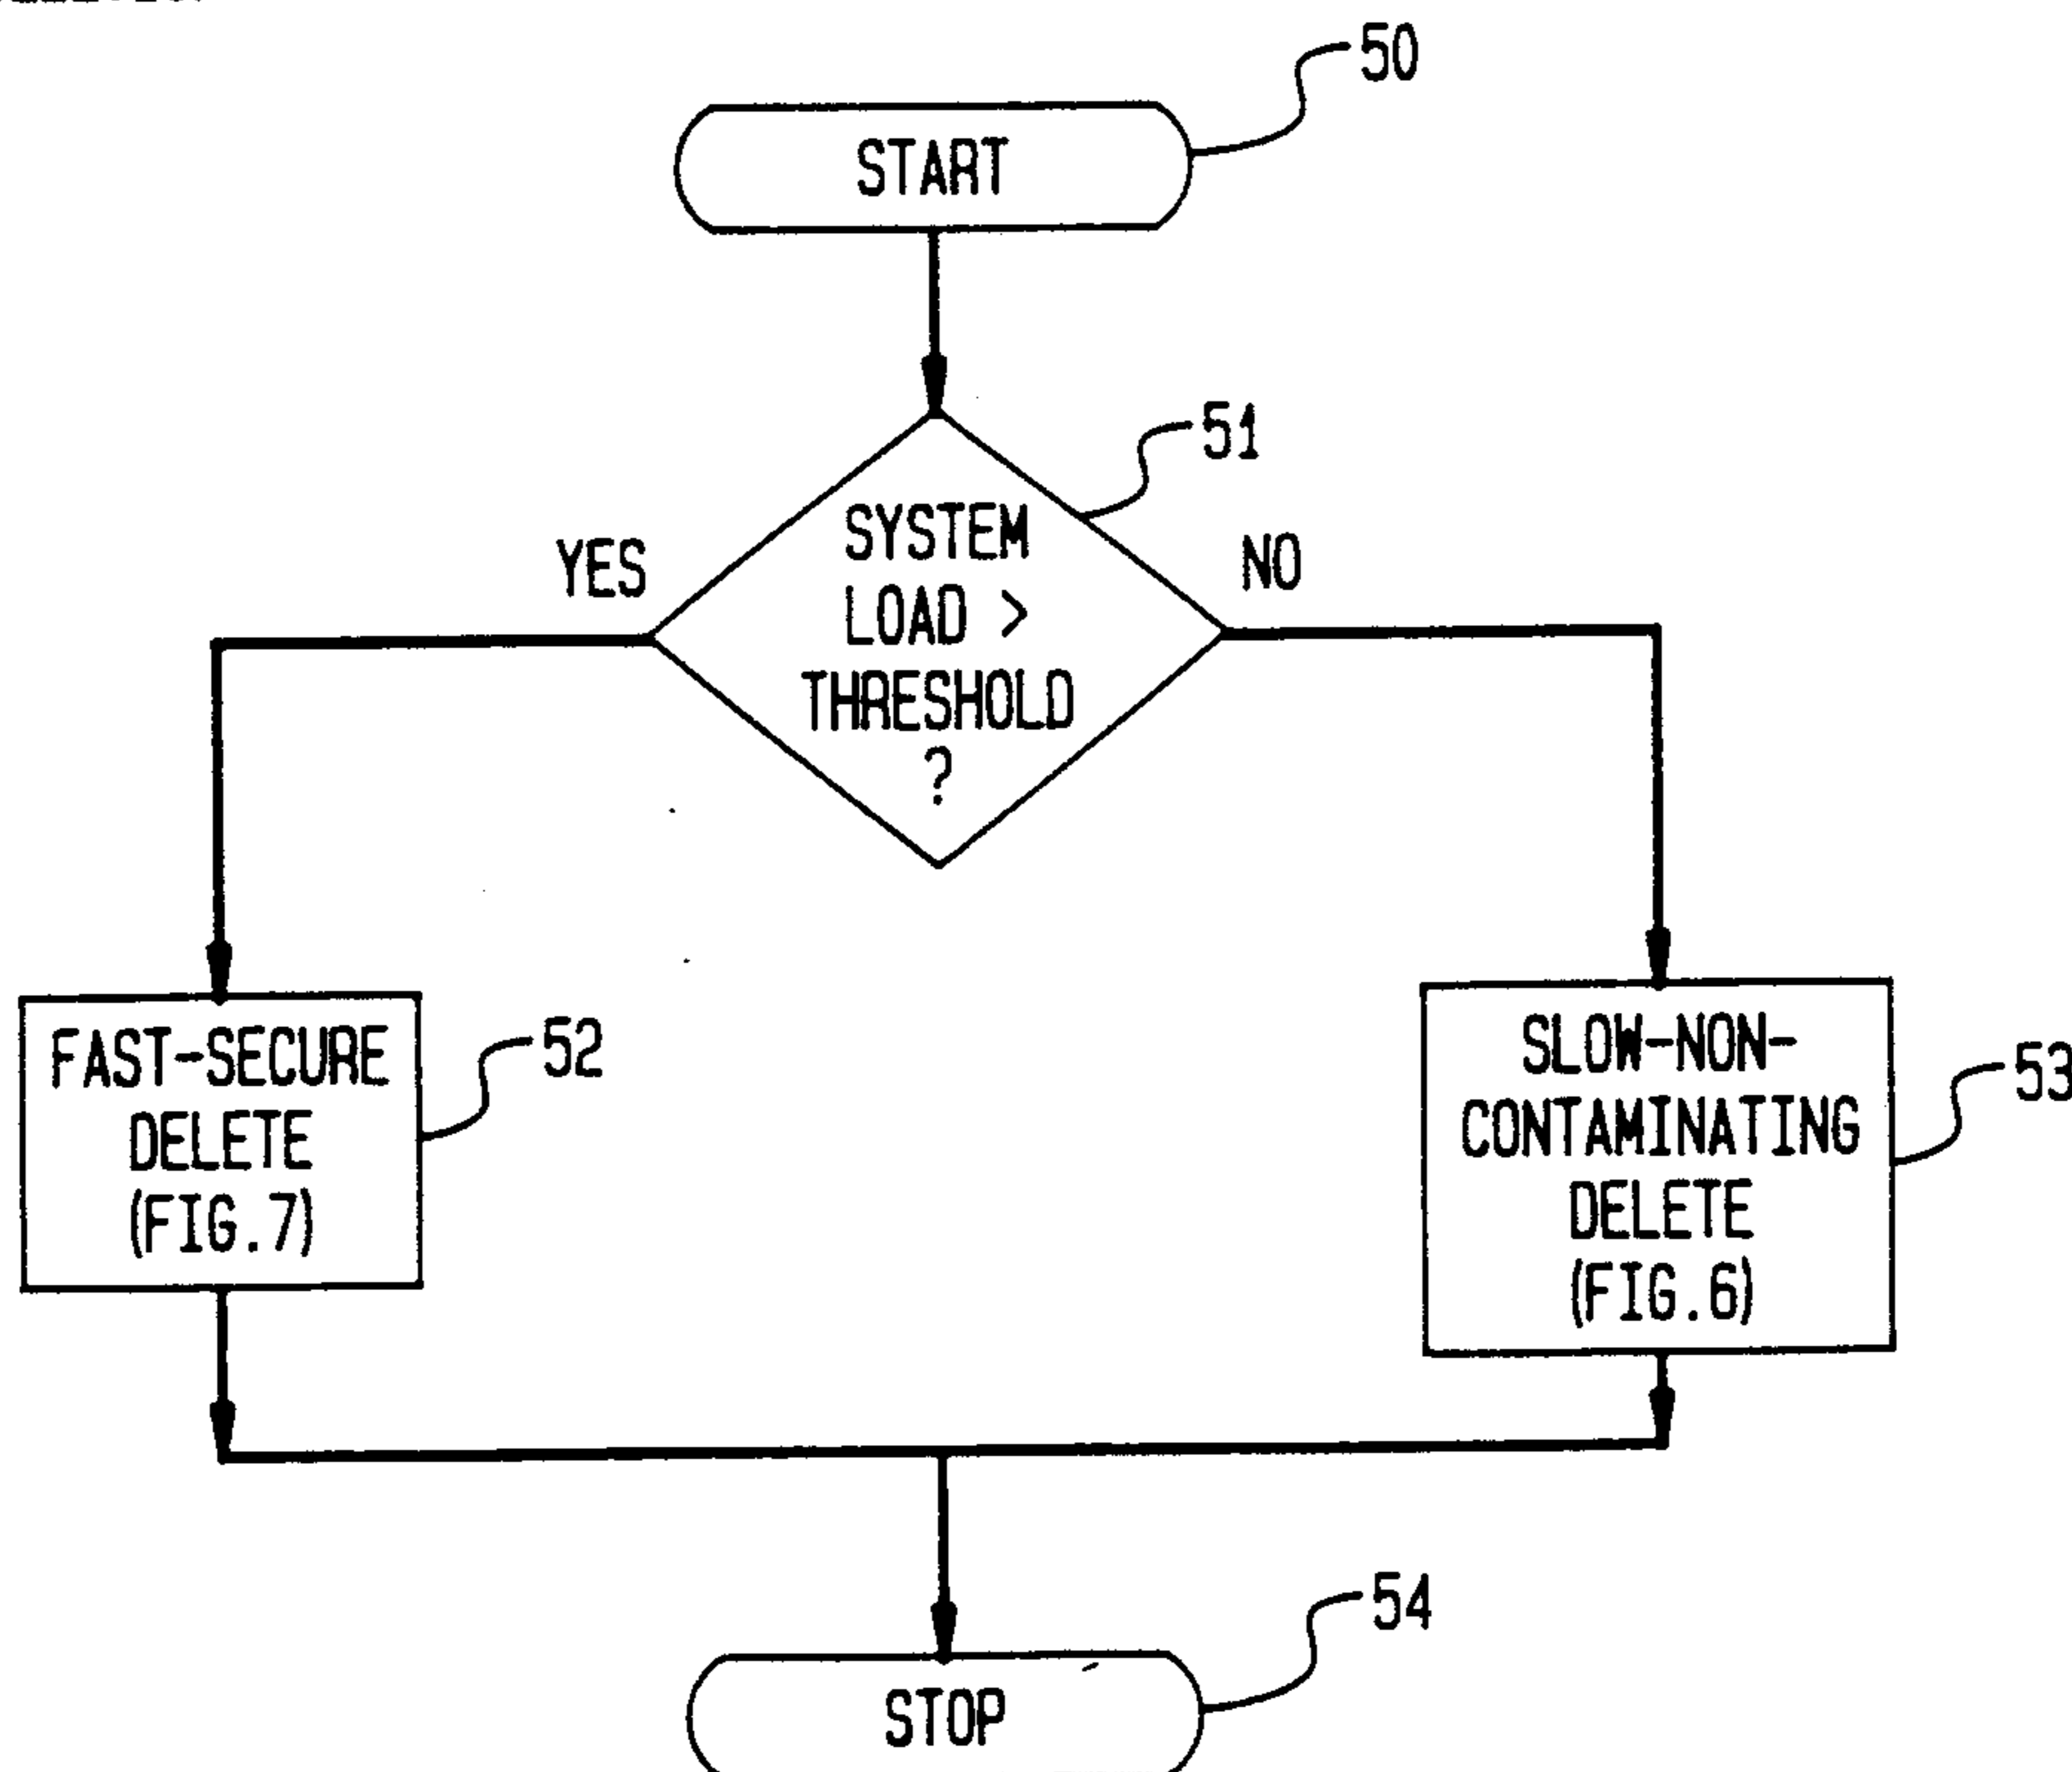 50
START
51
SYSTEM
LOAD >
THRESHOLD
?
YES
NO
FAST-SECURE
DELETE
(FIG.7)
52
SLOW-NON-
CONTAMINATING
DELETE
(FIG.6)
53
54
STOP